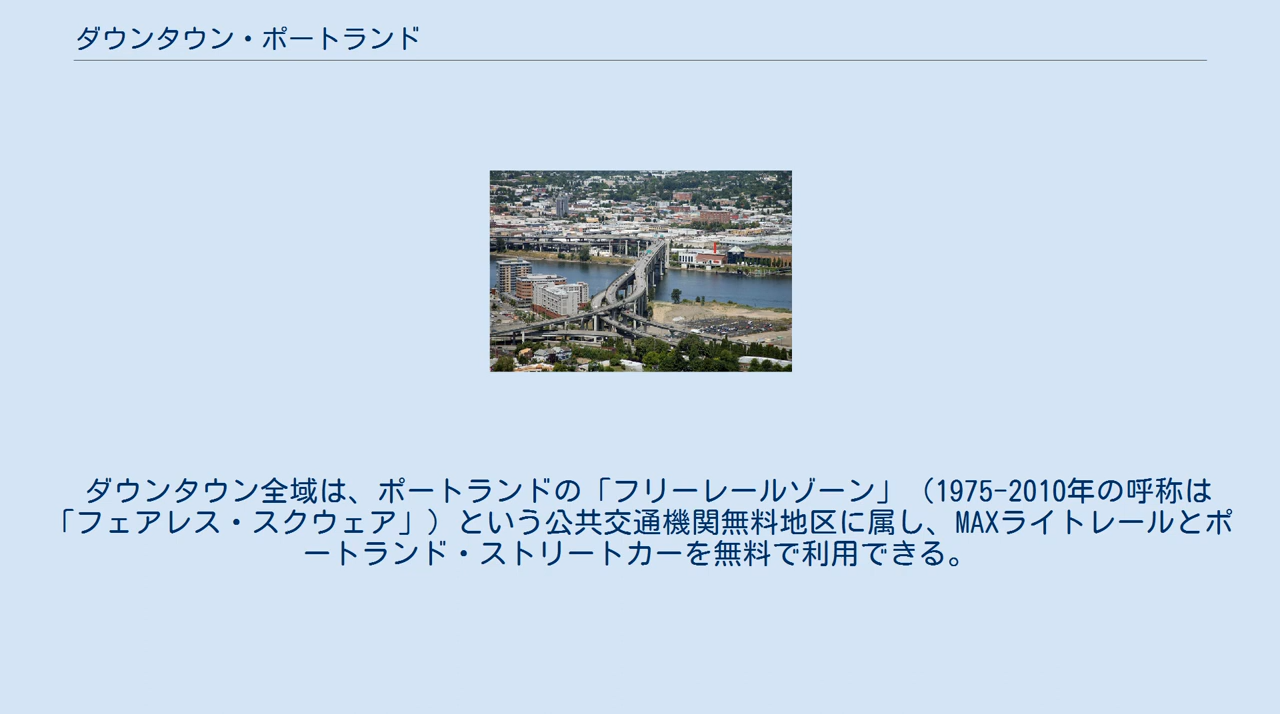 ダウンタウン・ポートランド
ダウンタウン全域は、ポートランドの「フリーレールゾーン」（1975-2010年の呼称は
「フェアレス・スクウェア」）という公共交通機関無料地区に属し、MAXライトレールとポ
ートランド・ストリートカーを無料で利用できる。